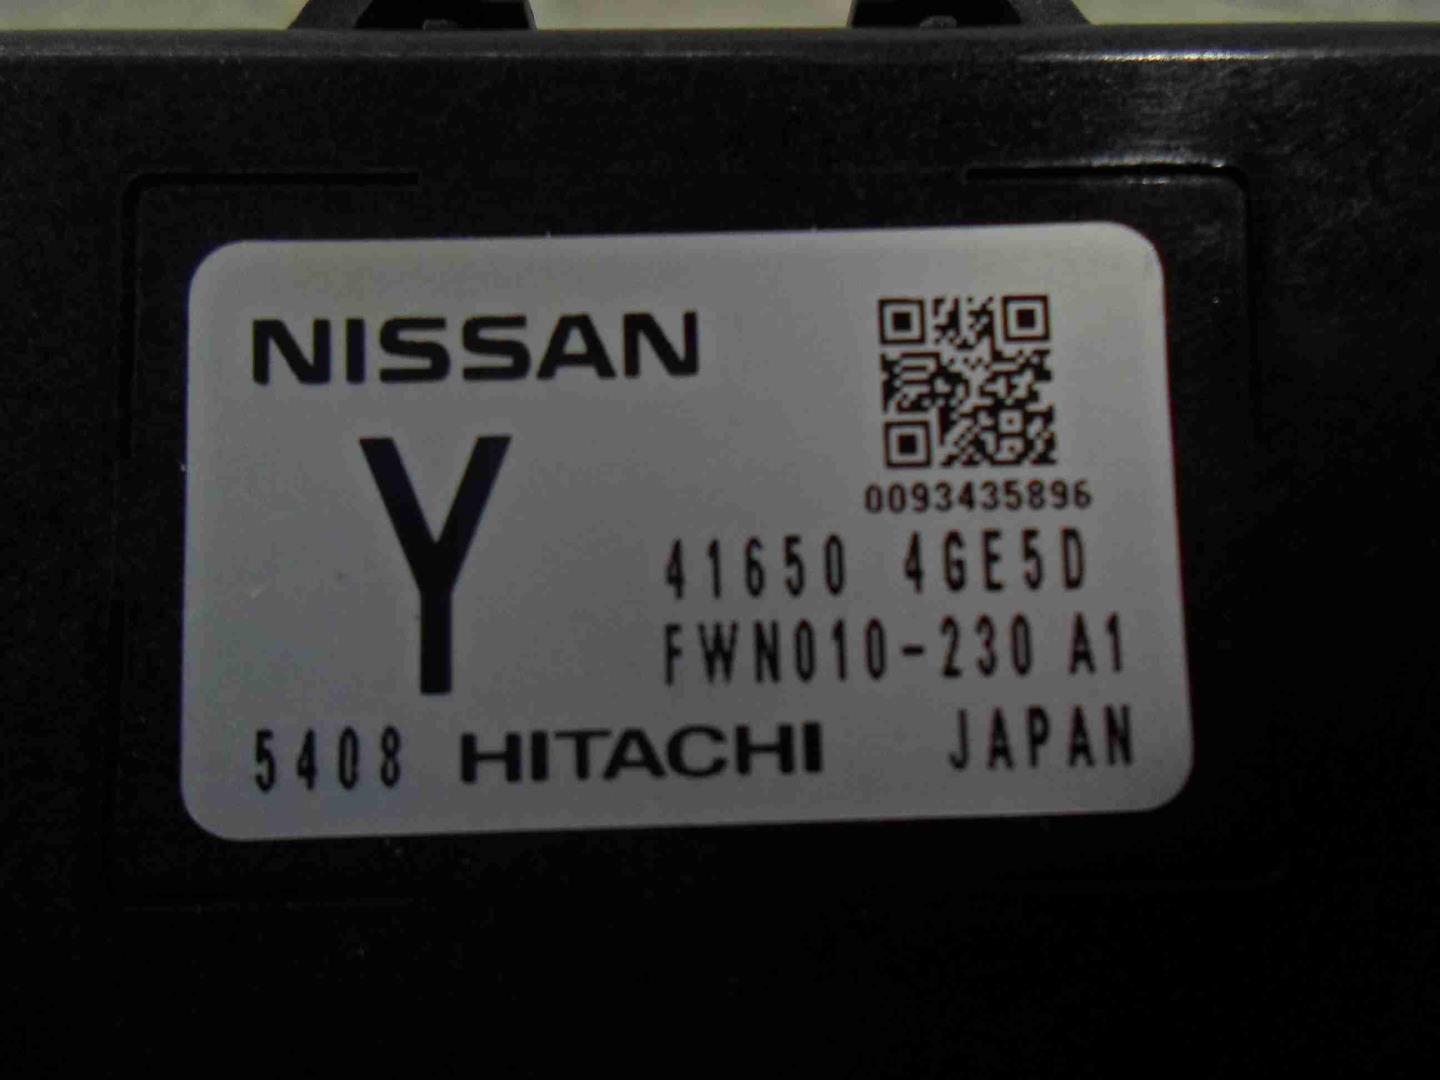 NISSAN
0093435896
Y
41650 4GE5D
FWN010-230 A1
5408 HITACHI JAPAN